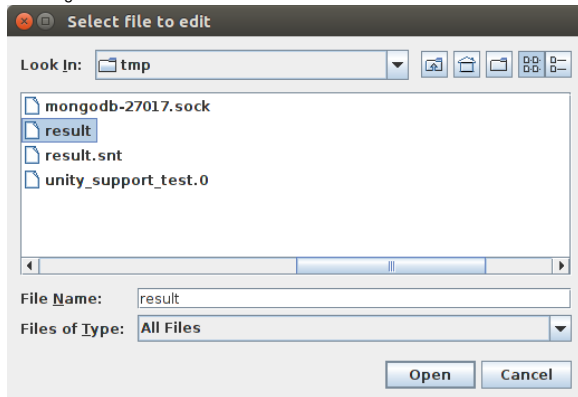 Select file to edit
Look In: tmp
mongodb-27017.sock
result
result.snt
unity_support_test.0
File Name: result
Files of Type: All Files
Open Cancel